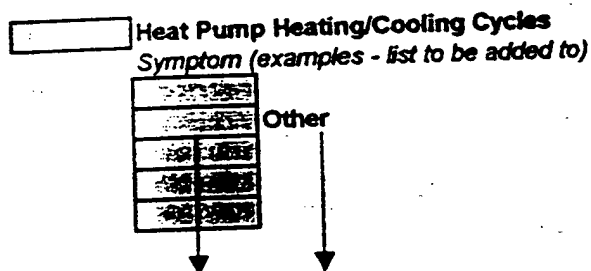 Heat Pump Heating/Cooling Cycles
Symptom (examples - list to be added to)
Other